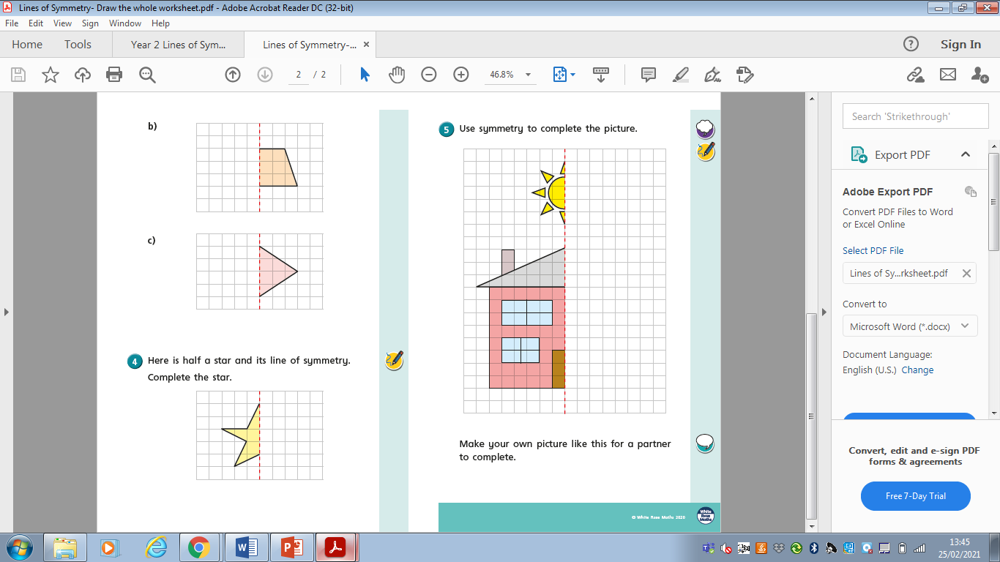 Lines of Symmetry- Draw the whole worksheet.pdf - Adobe Acrobat Reader DC (32-bit)
File Edit View Sign Window Help
Home Tools Year 2 Lines of Sym... Lines of Symmetry-... Sign In
2 / 2 46.8%
b)
c)
4 Here is half a star and its line of symmetry.
Complete the star.
5 Use symmetry to complete the picture.
Make your own picture like this for a partner
to complete.
© White Rose Maths 2020
White
Rose
Maths
Search 'Strikethrough'
Export PDF
Adobe Export PDF
Convert PDF Files to Word
or Excel Online
Select PDF File
Lines of Sy...rksheet.pdf
Convert to
Microsoft Word (*.docx)
Document Language:
English (U.S.) Change
Convert, edit and e-sign PDF
forms & agreements
Free 7-Day Trial
13:45
25/02/2021